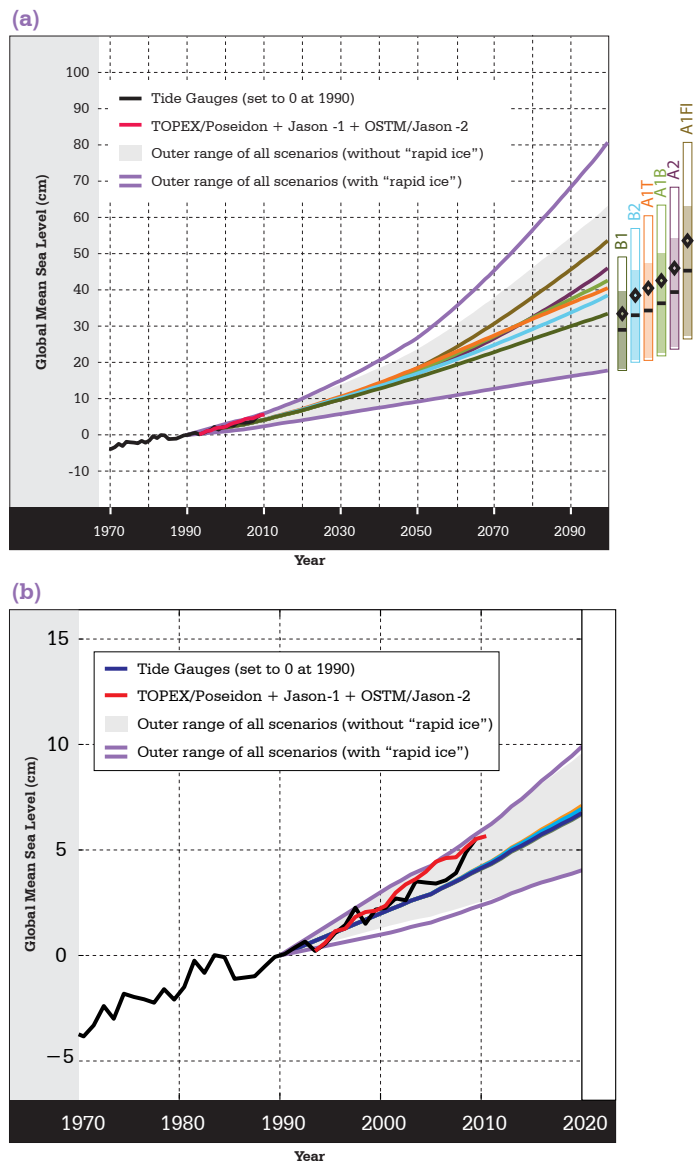 (a)
100
90
80
70
60
50
40
30
20
10
0
-10
Global Mean Sea Level (cm)
Tide Gauges (set to 0 at 1990)
TOPEX/Poseidon + Jason -1 + OSTM/Jason -2
Outer range of all scenarios (without “rapid ice”)
Outer range of all scenarios (with “rapid ice”)
B1
B2
A1T
A1B
A2
A1FI
1970 1990 2010 2030 2050 2070 2090
Year
(b)
15
10
5
0
−5
Global Mean Sea Level (cm)
Tide Gauges (set to 0 at 1990)
TOPEX/Poseidon + Jason-1 + OSTM/Jason-2
Outer range of all scenarios (without “rapid ice”)
Outer range of all scenarios (with “rapid ice”)
1970 1980 1990 2000 2010 2020
Year